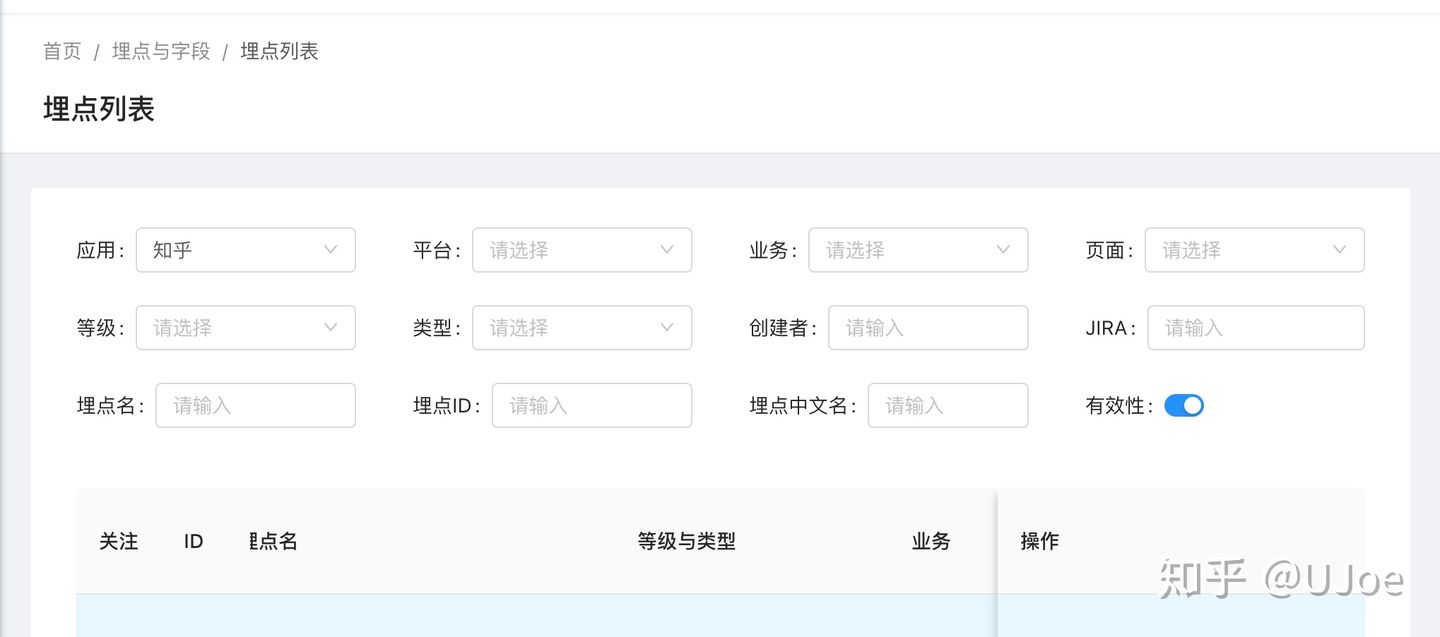 首页 / 埋点与字段 / 埋点列表
埋点列表
应用: 知乎 平台: 请选择 业务: 请选择 页面: 请选择
等级: 请选择 类型: 请选择 创建者: 请输入 JIRA: 请输入
埋点名: 请输入 埋点ID: 请输入 埋点中文名: 请输入 有效性:
关注 ID 埋点名 等级与类型 业务 操作
知乎 @UJoe